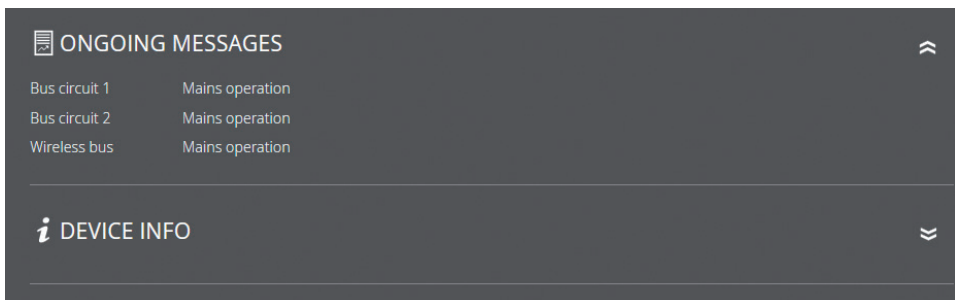 ONGOING MESSAGES
Bus circuit 1 Mains operation
Bus circuit 2 Mains operation
Wireless bus Mains operation
DEVICE INFO